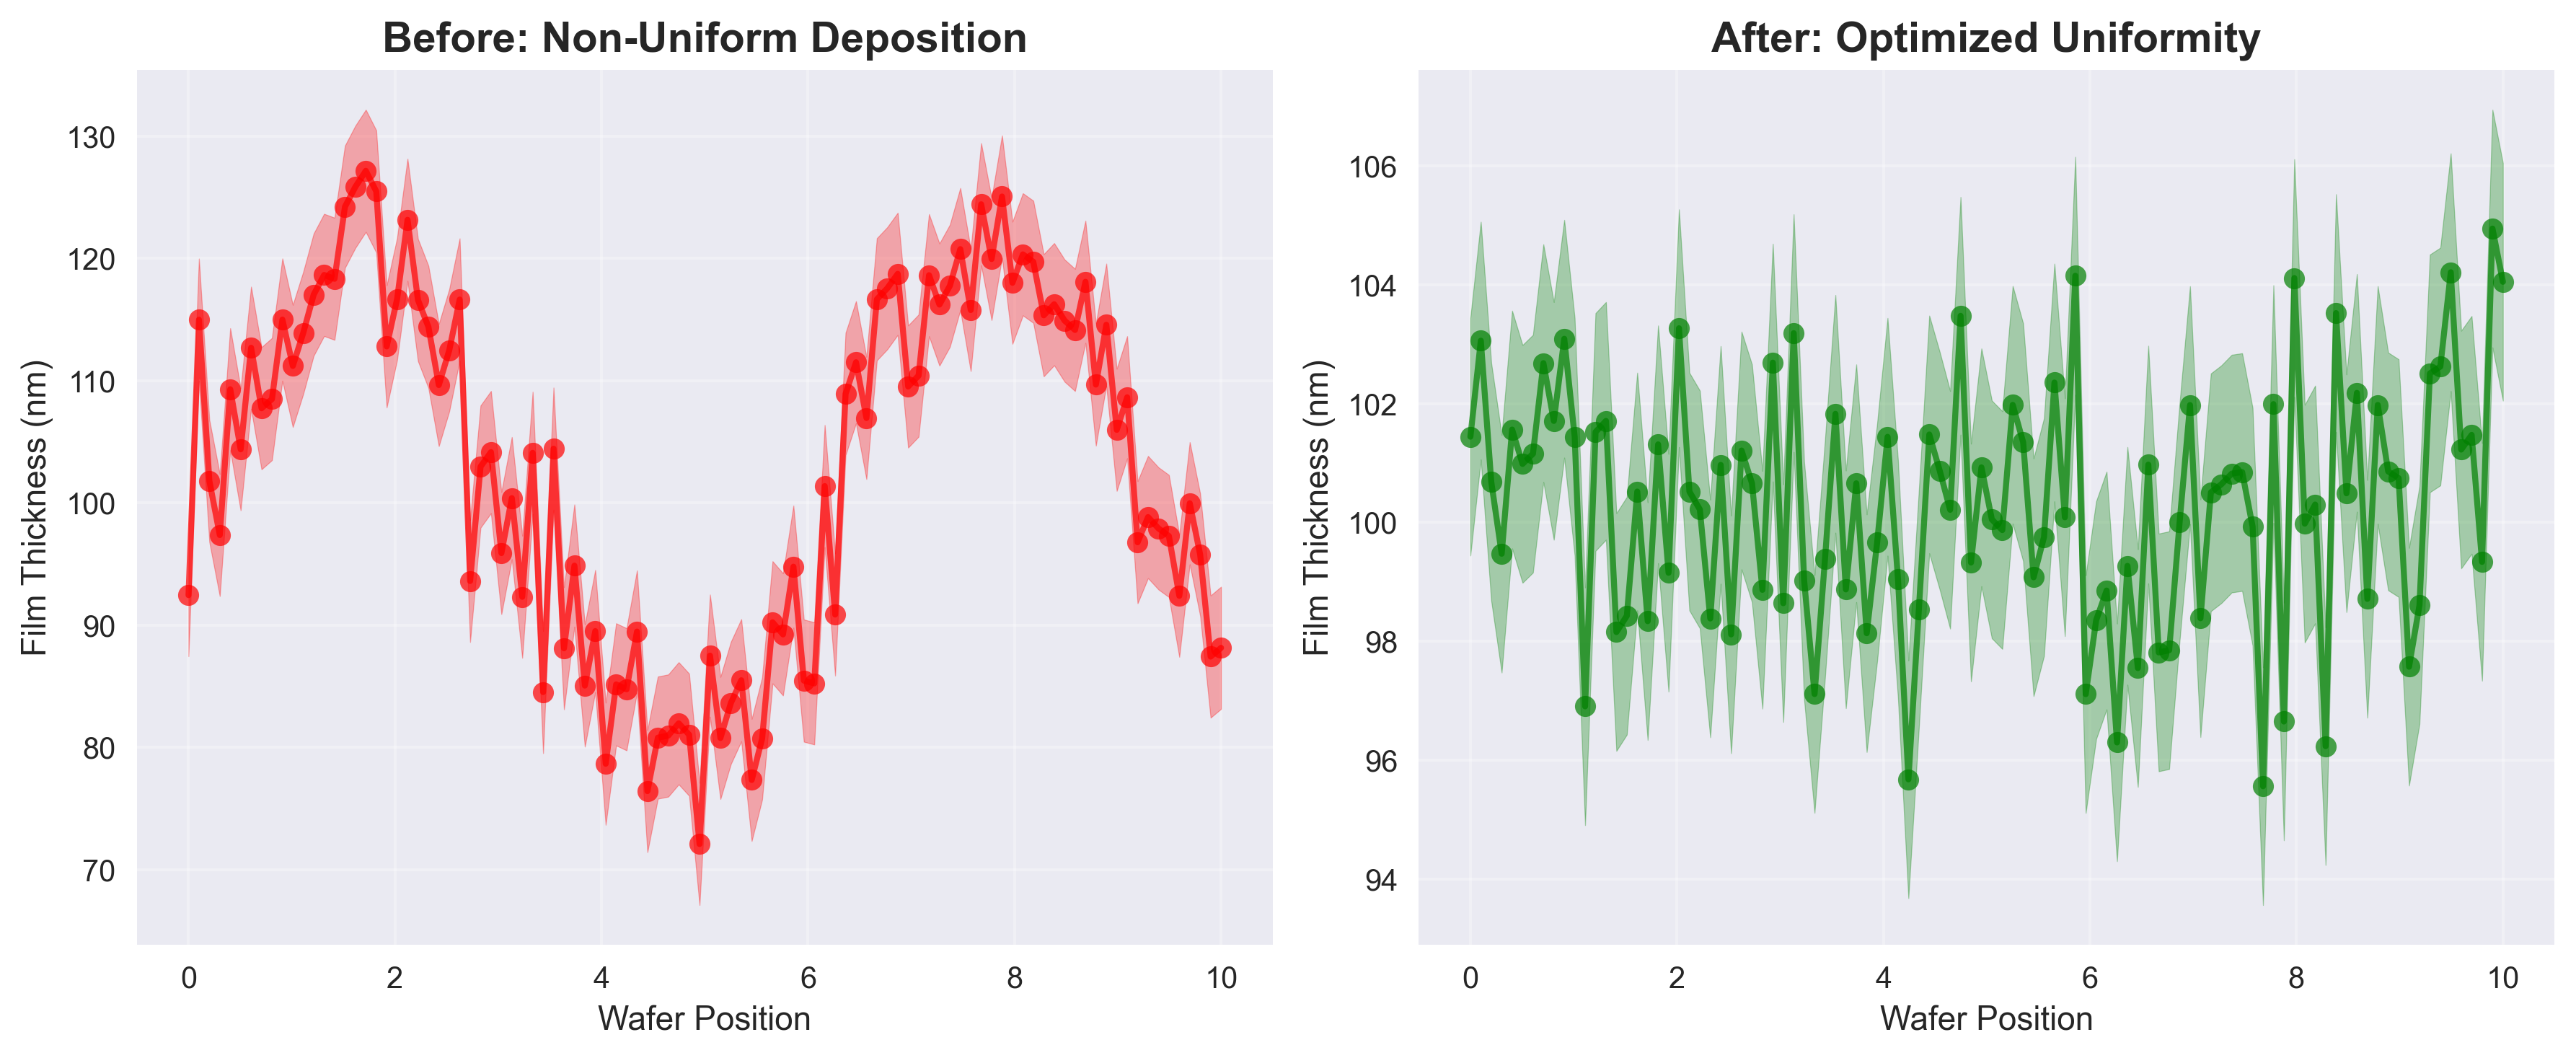 Before: Non-Uniform Deposition
Film Thickness (nm)
130
120
110
100
90
80
70
0 2 4 6 8 10
Wafer Position
After: Optimized Uniformity
Film Thickness (nm)
106
104
102
100
98
96
94
0 2 4 6 8 10
Wafer Position